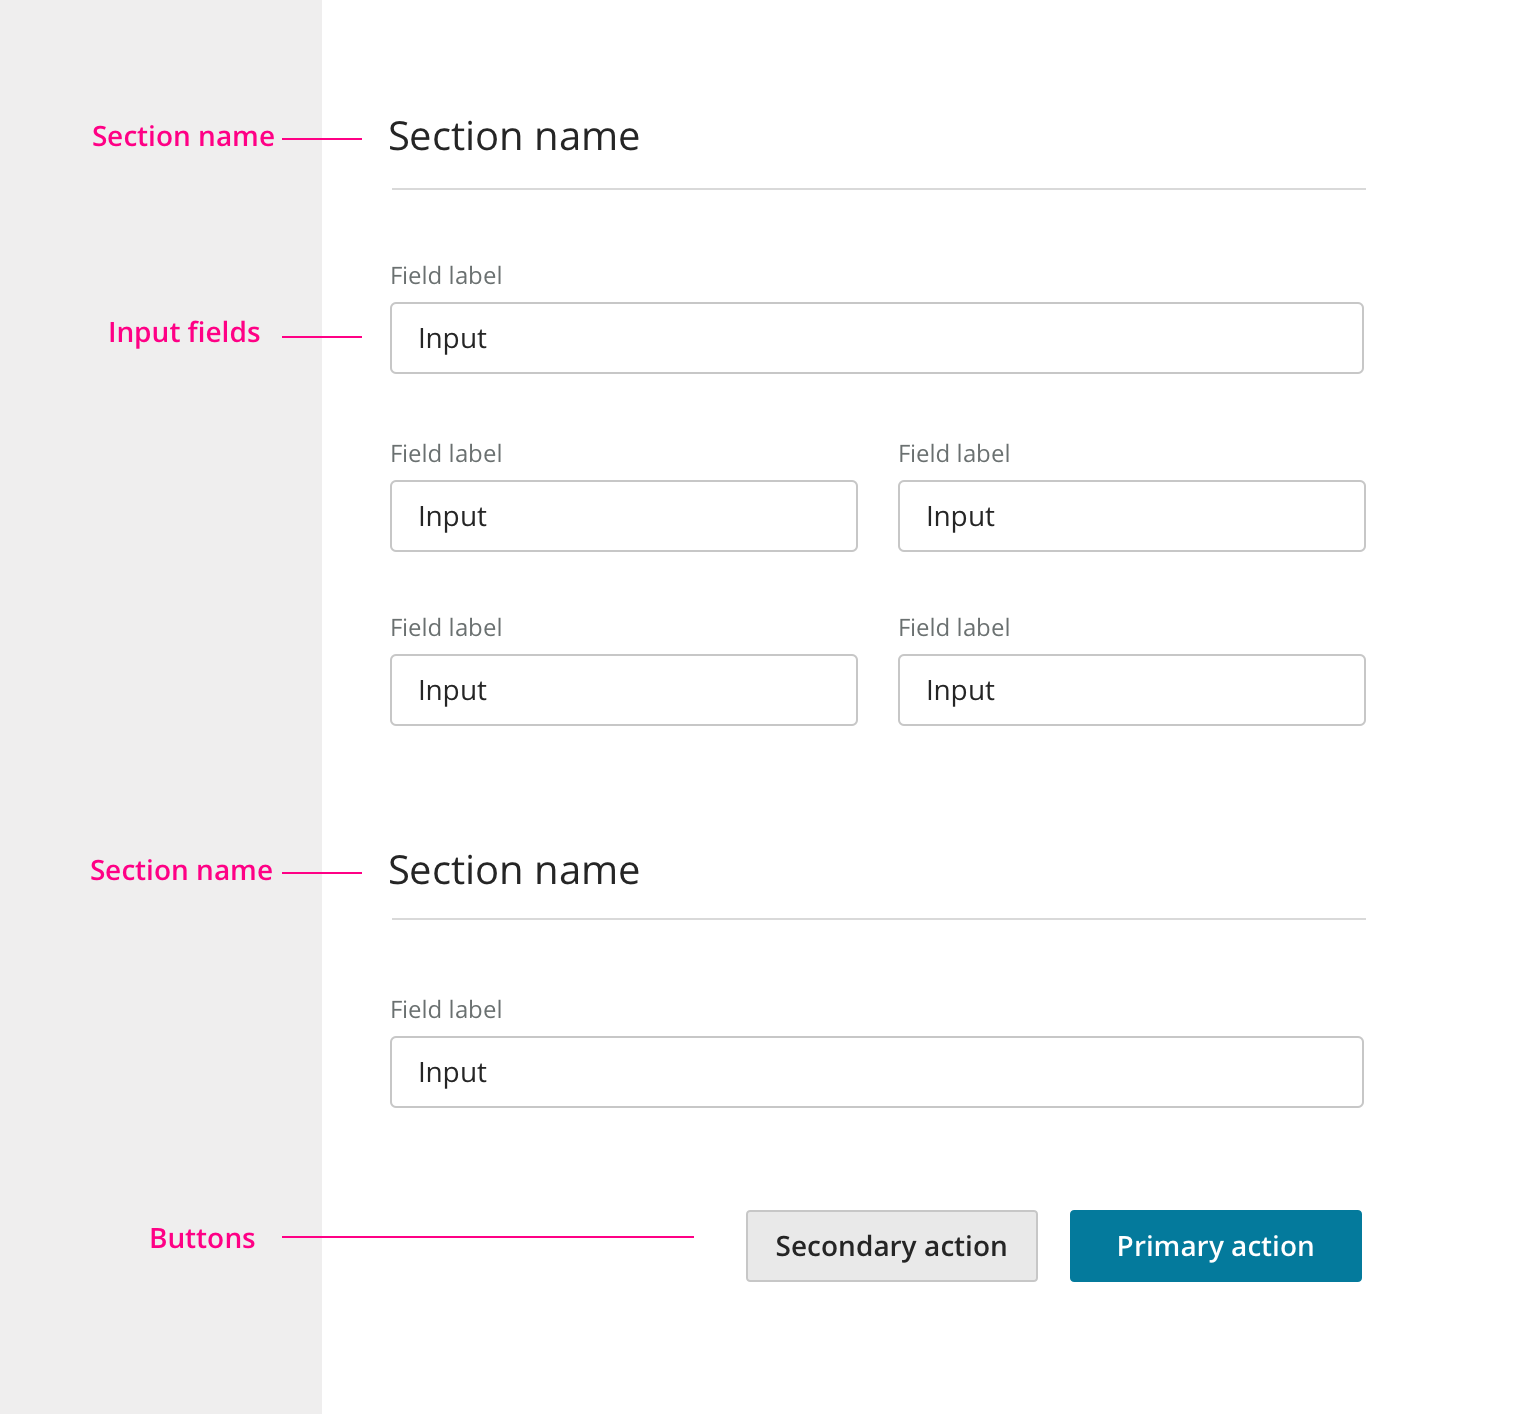 Section name
Section name
Field label
Input fields
Input
Field label
Field label
Input
Input
Field label
Field label
Input
Input
Section name
Section name
Field label
Input
Buttons
Secondary action
Primary action